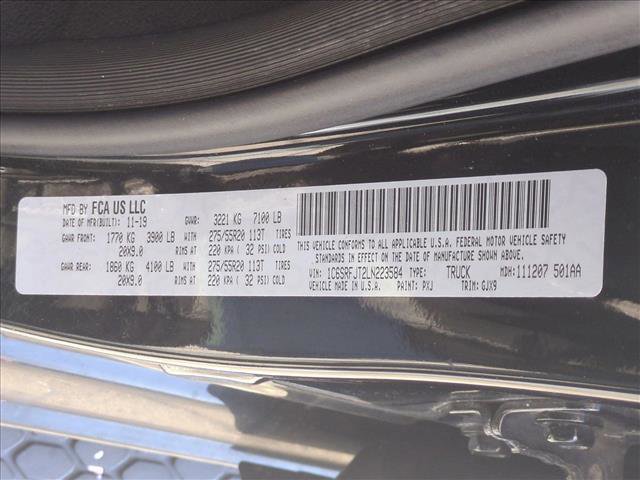 MFD BY FCA US LLC
DATE OF MFR(BUILT): 11-19 GVWR: 3221 KG 7100 LB
GAWR FRONT: 1770 KG 3900 LB WITH 275/55R20 113T TIRES
20X9.0 RIMS AT 220 KPA ( 32 PSI) COLD
GAWR REAR: 1860 KG 4100 LB WITH 275/55R20 113T TIRES
20X9.0 RIMS AT 220 KPA ( 32 PSI) COLD
THIS VEHICLE CONFORMS TO ALL APPLICABLE U.S.A. FEDERAL MOTOR VEHICLE SAFETY
STANDARDS IN EFFECT ON THE DATE OF MANUFACTURE SHOWN ABOVE.
VIN: 1C6SRFJT2LN223584 TYPE: TRUCK MDH: 111207 501AA
VEHICLE MADE IN U.S.A. PAINT: PXJ TRIM: GJX9